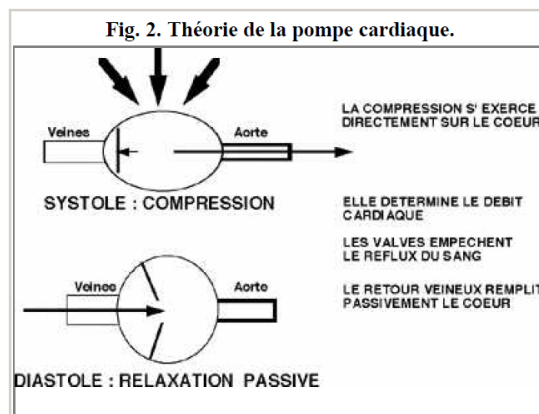 Fig. 2. Théorie de la pompe cardiaque.
Veines
Aorte
SYSTOLE : COMPRESSION
LA COMPRESSION S' EXERCE
DIRECTEMENT SUR LE COEUR
ELLE DETERMINE LE DEBIT
CARDIAQUE
LES VALVES EMPECHENT
LE REFLUX DU SANG
LE RETOUR VEINEUX REMPLIT
PASSIVEMENT LE COEUR
Veines
Aorte
DIASTOLE : RELAXATION PASSIVE